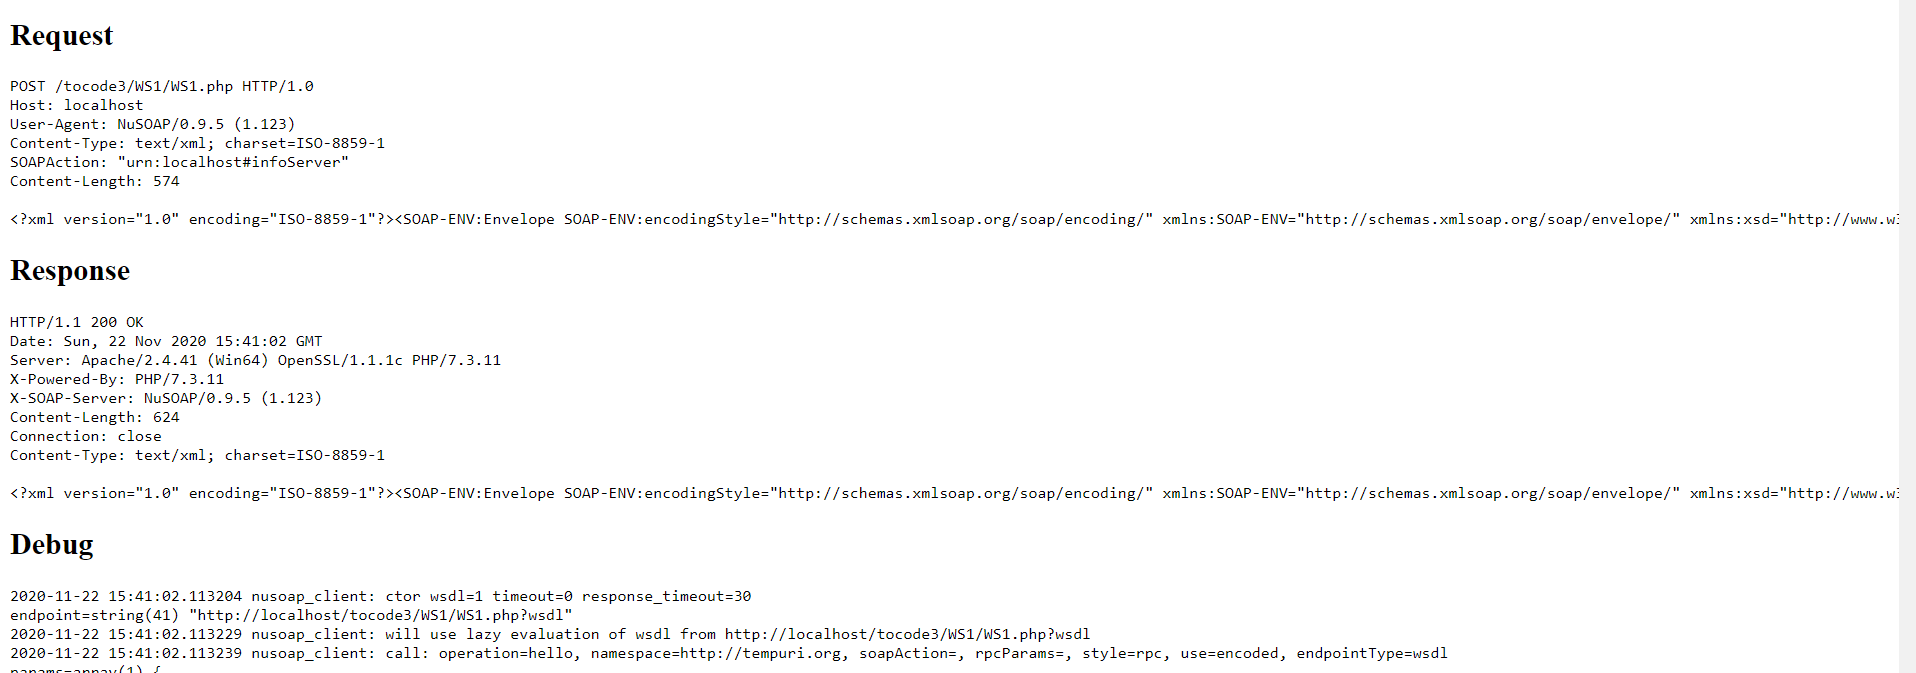 Request
POST /tocode3/WS1/WS1.php HTTP/1.0
Host: localhost
User-Agent: NuSOAP/0.9.5 (1.123)
Content-Type: text/xml; charset=ISO-8859-1
SOAPAction: "urn:localhost#infoServer"
Content-Length: 574
<?xml version="1.0" encoding="ISO-8859-1"?><SOAP-ENV:Envelope SOAP-ENV:encodingStyle="http://schemas.xmlsoap.org/soap/encoding/" xmlns:SOAP-ENV="http://schemas.xmlsoap.org/soap/envelope/" xmlns:xsd="http://www.w3
Response
HTTP/1.1 200 OK
Date: Sun, 22 Nov 2020 15:41:02 GMT
Server: Apache/2.4.41 (Win64) OpenSSL/1.1.1c PHP/7.3.11
X-Powered-By: PHP/7.3.11
X-SOAP-Server: NuSOAP/0.9.5 (1.123)
Content-Length: 624
Connection: close
Content-Type: text/xml; charset=ISO-8859-1
<?xml version="1.0" encoding="ISO-8859-1"?><SOAP-ENV:Envelope SOAP-ENV:encodingStyle="http://schemas.xmlsoap.org/soap/encoding/" xmlns:SOAP-ENV="http://schemas.xmlsoap.org/soap/envelope/" xmlns:xsd="http://www.w3
Debug
2020-11-22 15:41:02.113204 nusoap_client: ctor wsdl=1 timeout=0 response_timeout=30
endpoint=string(41) "http://localhost/tocode3/WS1/WS1.php?wsdl"
2020-11-22 15:41:02.113229 nusoap_client: will use lazy evaluation of wsdl from http://localhost/tocode3/WS1/WS1.php?wsdl
2020-11-22 15:41:02.113239 nusoap_client: call: operation=hello, namespace=http://tempuri.org, soapAction=, rpcParams=, style=rpc, use=encoded, endpointType=wsdl
params=array(1) {